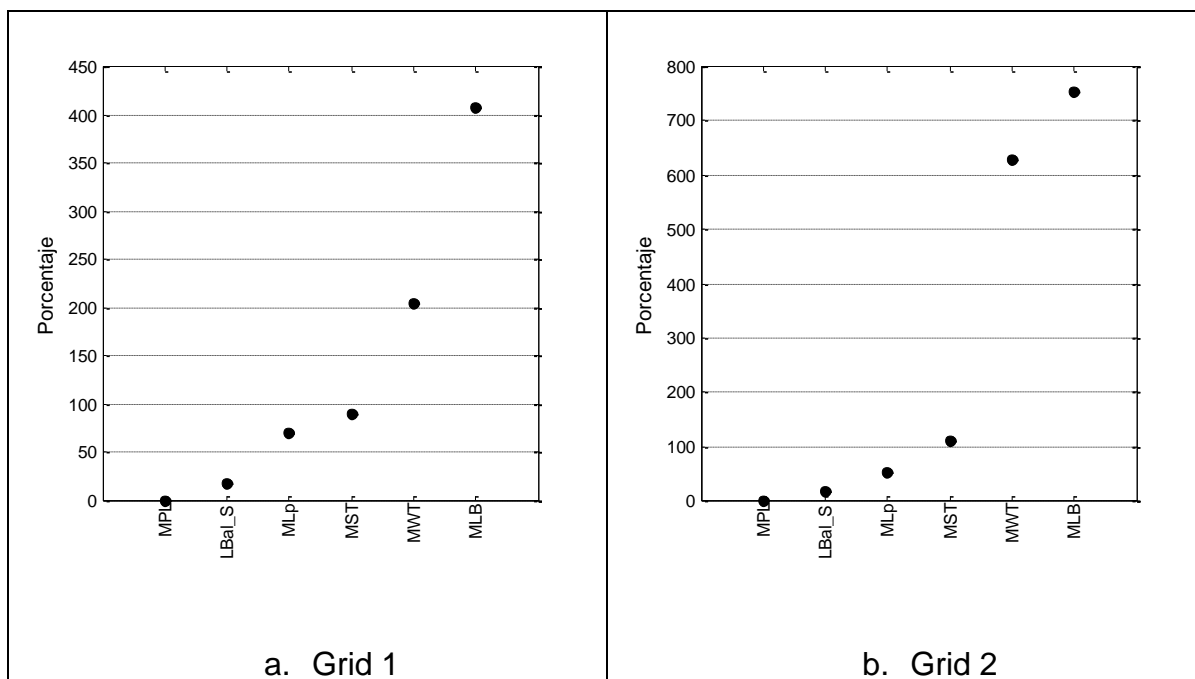 450
400
350
300
250
200
150
100
50
0
Porcentaje
MPL
LBal_S
MLp
MST
MWT
MLB
a. Grid 1
800
700
600
500
400
300
200
100
0
Porcentaje
MPL
LBal_S
MLp
MST
MWT
MLB
b. Grid 2